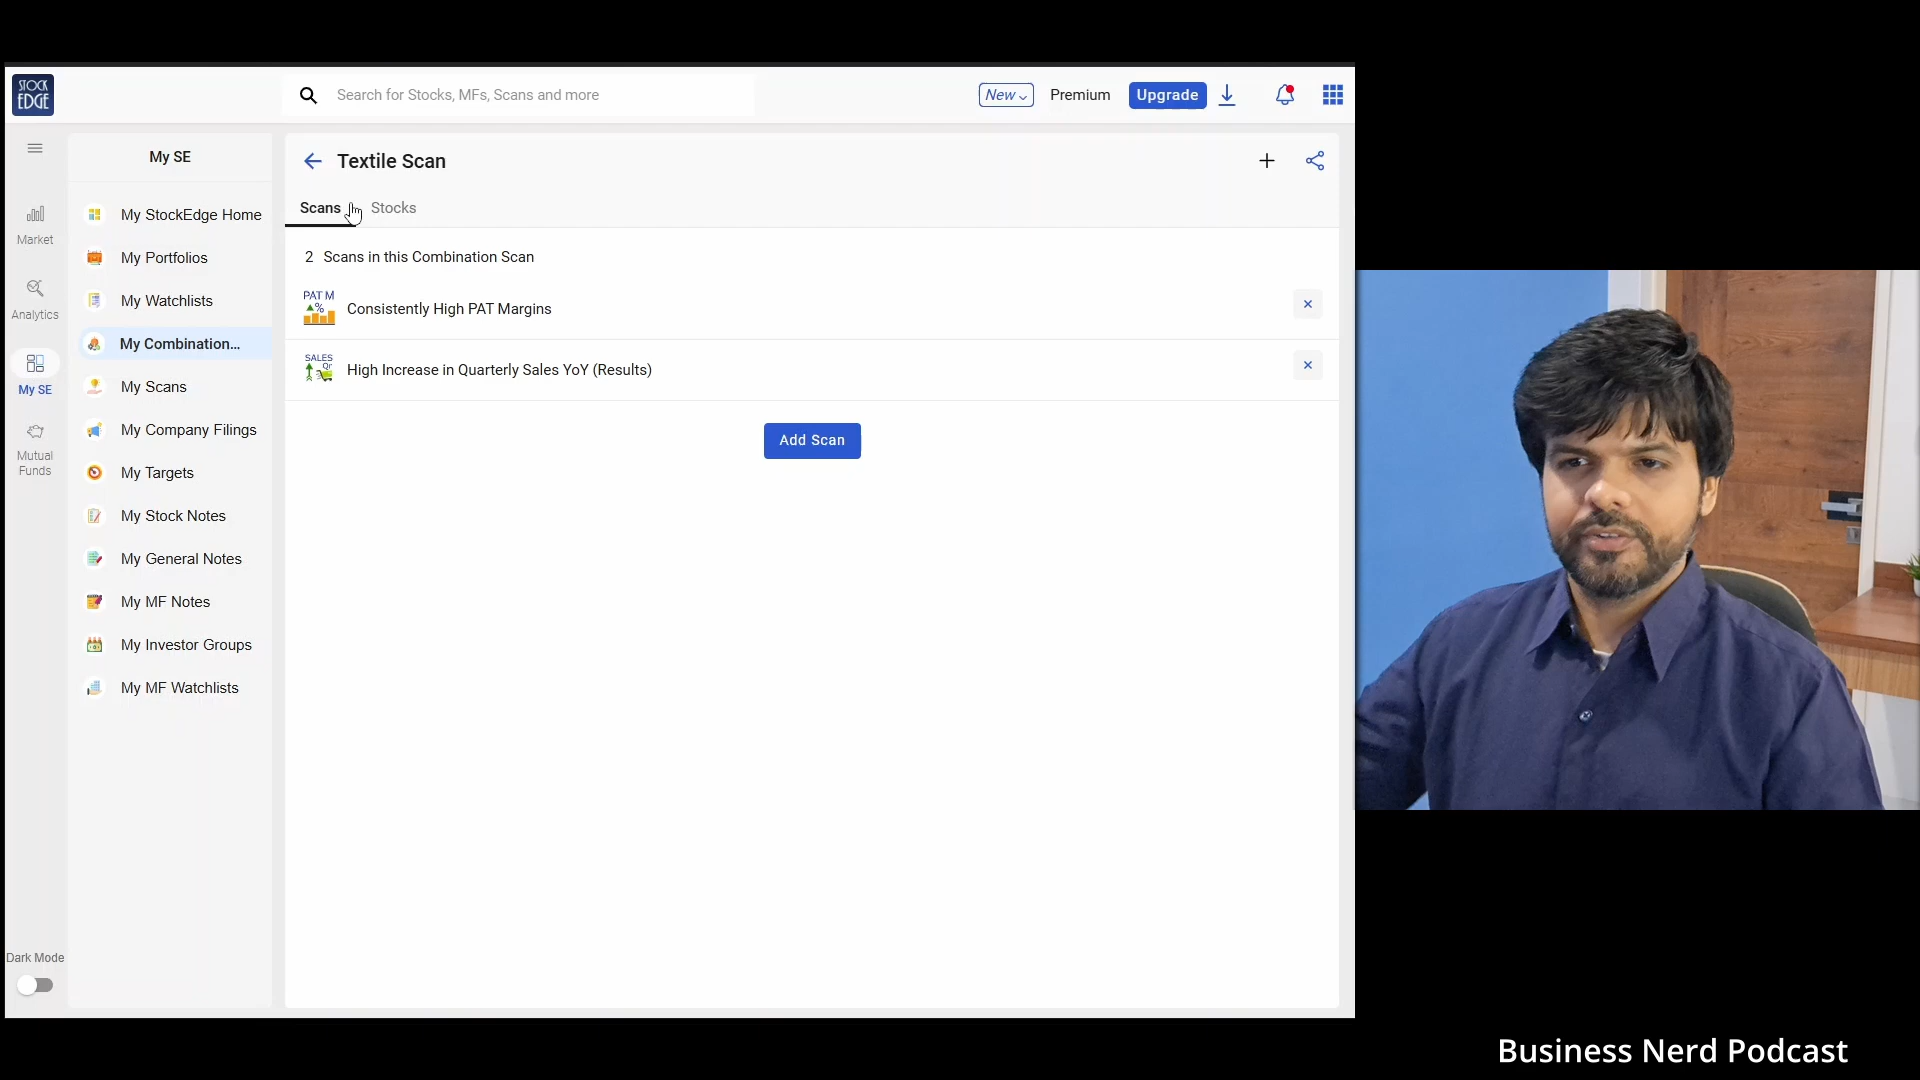 STOCK
EDGE
Search for Stocks, MFs, Scans and more
New
Premium
Upgrade
Market
Analytics
My SE
Mutual
Funds
Dark Mode
My SE
My StockEdge Home
My Portfolios
My Watchlists
My Combination...
My Scans
My Company Filings
My Targets
My Stock Notes
My General Notes
My MF Notes
My Investor Groups
My MF Watchlists
Textile Scan
Scans
Stocks
2 Scans in this Combination Scan
PAT M
%
Consistently High PAT Margins
SALES
Qr
High Increase in Quarterly Sales YoY (Results)
Add Scan
Business Nerd Podcast